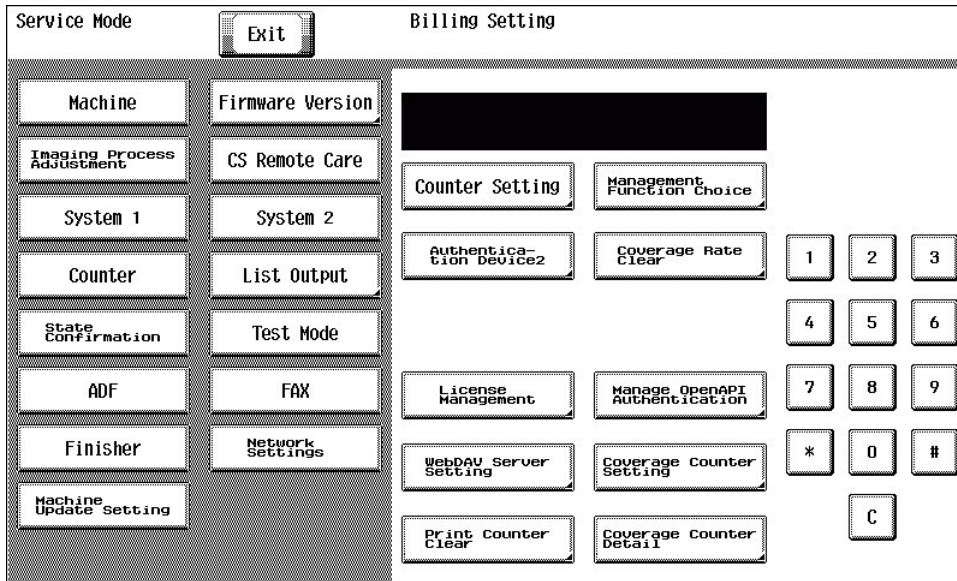 Service Mode
Exit
Billing Setting
Machine
Firmware Version
Imaging Process
Adjustment
CS Remote Care
System 1
System 2
Counter
List Output
State
Confirmation
Test Mode
ADF
FAX
Finisher
Network
Settings
Machine
Update Setting
Counter Setting
Management
Function Choice
Authentica-
tion Device2
Coverage Rate
Clear
License
Management
Manage OpenAPI
Authentication
WebDAV Server
Setting
Coverage Counter
Setting
Print Counter
Clear
Coverage Counter
Detail
1 2 3
4 5 6
7 8 9
* 0 #
C